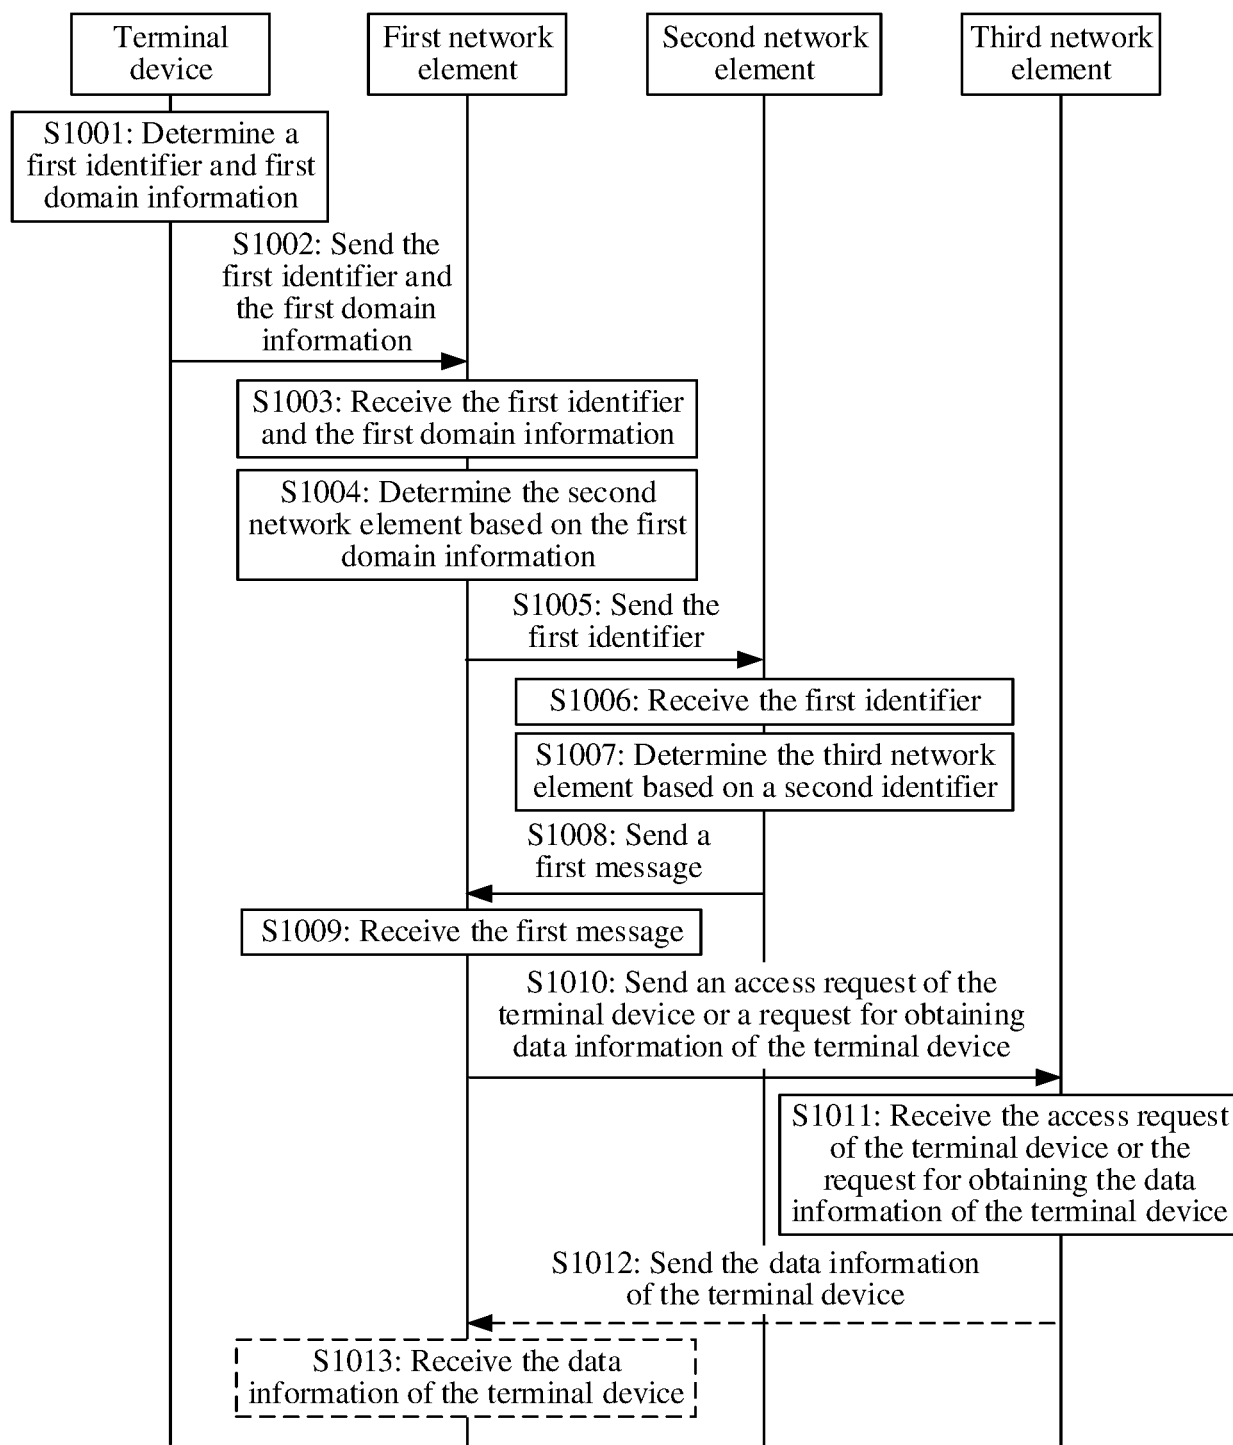 Terminal
device
First network
element
Second network
element
Third network
element
S1001: Determine a
first identifier and first
domain information
S1002: Send the
first identifier and
the first domain
information
S1003: Receive the first identifier
and the first domain information
S1004: Determine the second
network element based on the first
domain information
S1005: Send the
first identifier
S1006: Receive the first identifier
S1007: Determine the third network
element based on a second identifier
S1008: Send a
first message
S1009: Receive the first message
S1010: Send an access request of the
terminal device or a request for obtaining
data information of the terminal device
S1011: Receive the access request
of the terminal device or the
request for obtaining the data
information of the terminal device
S1012: Send the data information
of the terminal device
S1013: Receive the data
information of the terminal device